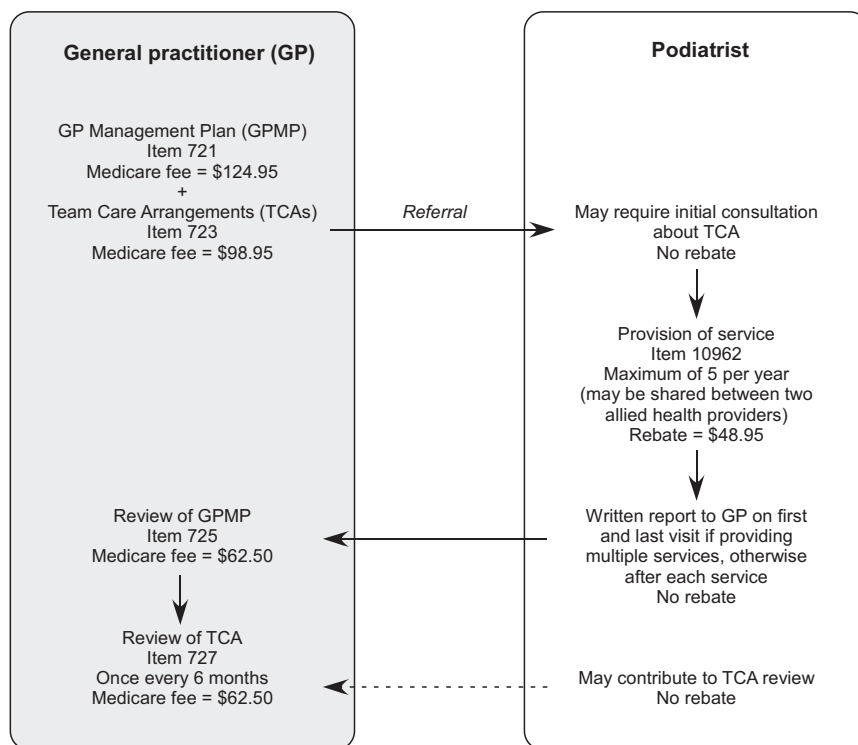 General practitioner (GP)
GP Management Plan (GPMP)
Item 721
Medicare fee = $124.95
+
Team Care Arrangements (TCAs)
Item 723
Medicare fee = $98.95
Referral
Podiatrist
May require initial consultation
about TCA
No rebate
Provision of service
Item 10962
Maximum of 5 per year
(may be shared between two
allied health providers)
Rebate = $48.95
Written report to GP on first
and last visit if providing
multiple services, otherwise
after each service
No rebate
Review of GPMP
Item 725
Medicare fee = $62.50
Review of TCA
Item 727
Once every 6 months
Medicare fee = $62.50
May contribute to TCA review
No rebate